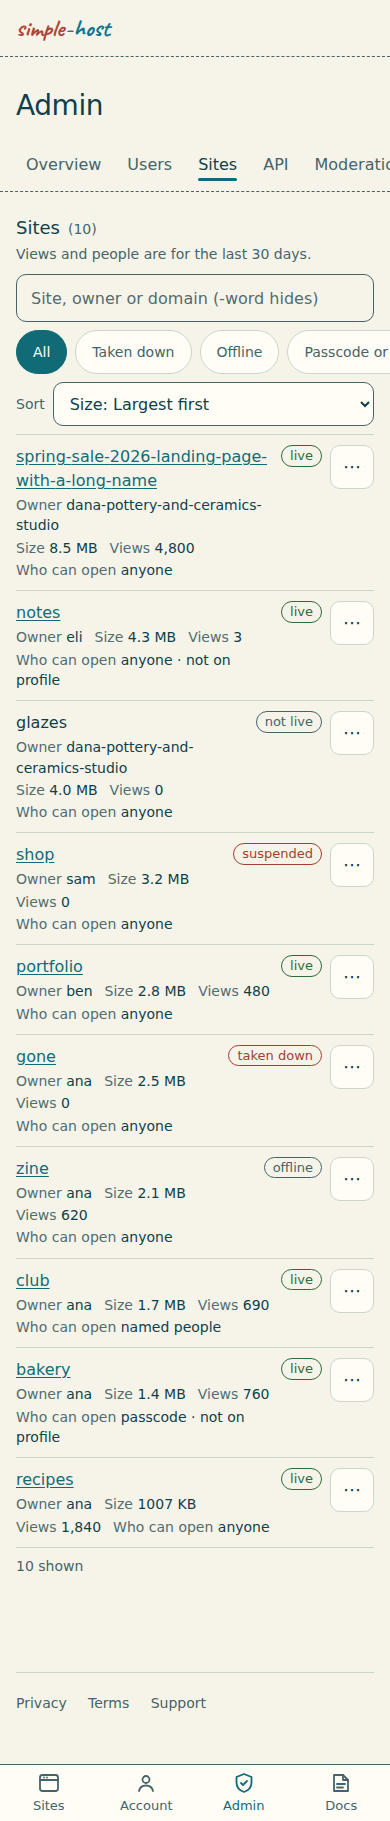 simple-host
Admin
Overview Users Sites API Moderatio
Sites (10)
Views and people are for the last 30 days.
Site, owner or domain (-word hides)
All Taken down Offline Passcode or
Sort Size: Largest first
spring-sale-2026-landing-page- live ...
with-a-long-name
Owner dana-pottery-and-ceramics-
studio
Size 8.5 MB Views 4,800
Who can open anyone
notes live ...
Owner eli Size 4.3 MB Views 3
Who can open anyone · not on
profile
glazes not live ...
Owner dana-pottery-and-
ceramics-studio
Size 4.0 MB Views 0
Who can open anyone
shop suspended ...
Owner sam Size 3.2 MB
Views 0
Who can open anyone
portfolio live ...
Owner ben Size 2.8 MB Views 480
Who can open anyone
gone taken down ...
Owner ana Size 2.5 MB
Views 0
Who can open anyone
zine offline ...
Owner ana Size 2.1 MB
Views 620
Who can open anyone
club live ...
Owner ana Size 1.7 MB Views 690
Who can open named people
bakery live ...
Owner ana Size 1.4 MB Views 760
Who can open passcode · not on
profile
recipes live ...
Owner ana Size 1007 KB
Views 1,840 Who can open anyone
10 shown
Privacy Terms Support
Sites Account Admin Docs